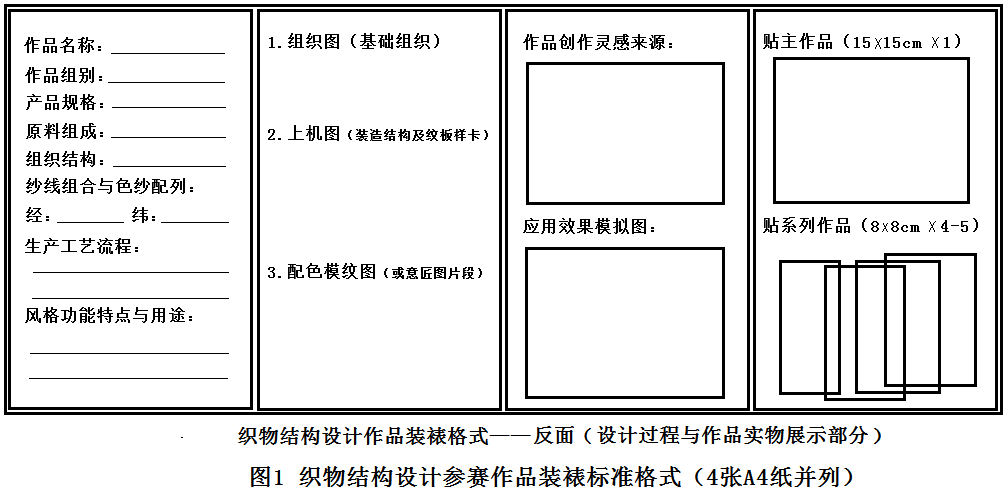 作品名称：
作品组别：
产品规格：
原料组成：
组织结构：
纱线组合与色纱配列：
经： 纬：
生产工艺流程：
风格功能特点与用途：
1.组织图（基础组织）
2.上机图（装造结构及纹板样卡）
3.配色模纹图（或意匠图片段）
作品创作灵感来源：
应用效果模拟图：
贴主作品（15X15cm X1）
贴系列作品（8X8cm X4-5）
织物结构设计作品装裱格式——反面（设计过程与作品实物展示部分）
图1 织物结构设计参赛作品装裱标准格式（4张A4纸并列）